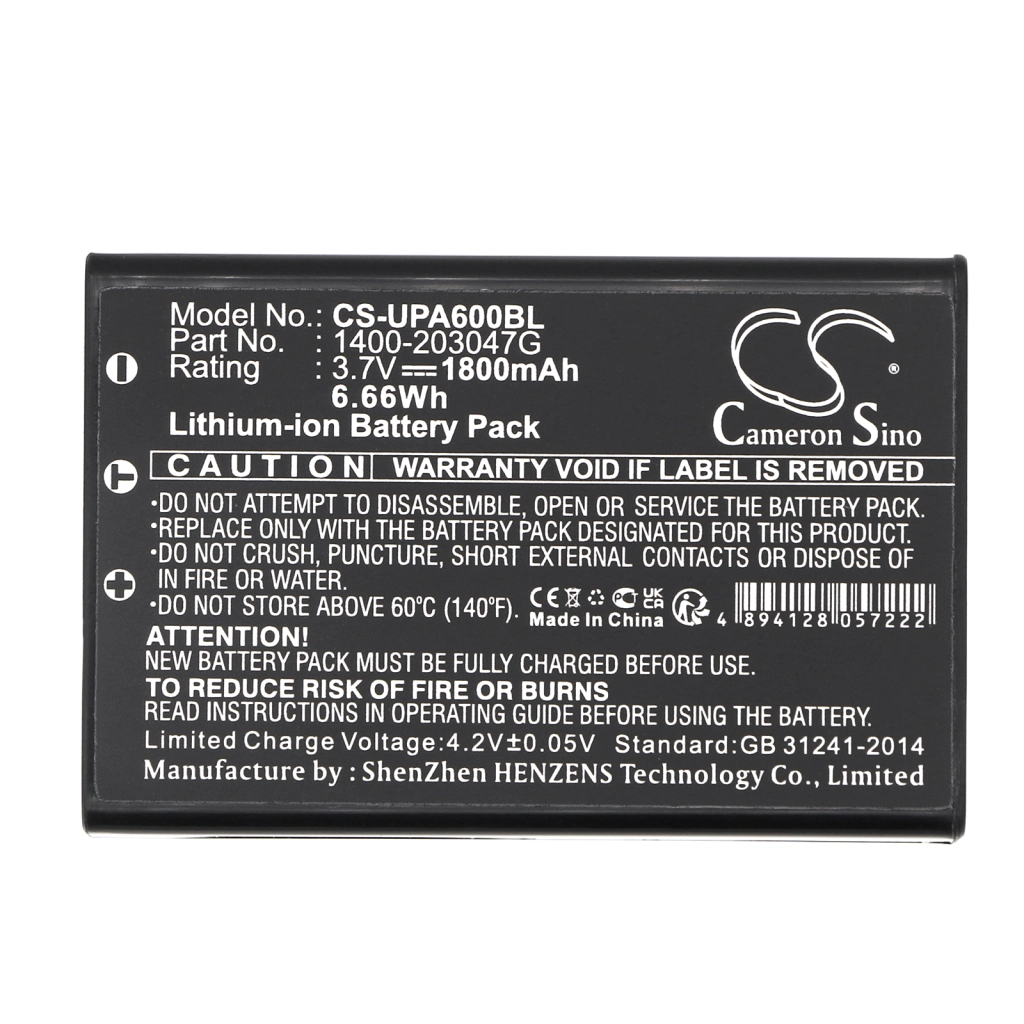 Model No.: CS-UPA600BL
Part No. : 1400-203047G
Rating : 3.7V⎓1800mAh
6.66Wh
Lithium-ion Battery Pack
Cameron Sino ®
CAUTION WARRANTY VOID IF LABEL IS REMOVED
•DO NOT ATTEMPT TO DISASSEMBLE, OPEN OR SERVICE THE BATTERY PACK.
•REPLACE ONLY WITH THE BATTERY PACK DESIGNATED FOR THIS PRODUCT.
•DO NOT CRUSH, PUNCTURE, SHORT EXTERNAL CONTACTS OR DISPOSE OF
IN FIRE OR WATER.
•DO NOT STORE ABOVE 60°C (140°F).
CE UKCA
Made In China
4 894128 057222
ATTENTION!
NEW BATTERY PACK MUST BE FULLY CHARGED BEFORE USE.
TO REDUCE RISK OF FIRE OR BURNS
READ INSTRUCTIONS IN OPERATING GUIDE BEFORE USING THE BATTERY.
Limited Charge Voltage:4.2V±0.05V Standard:GB 31241-2014
Manufacture by : ShenZhen HENZENS Technology Co., Limited
T